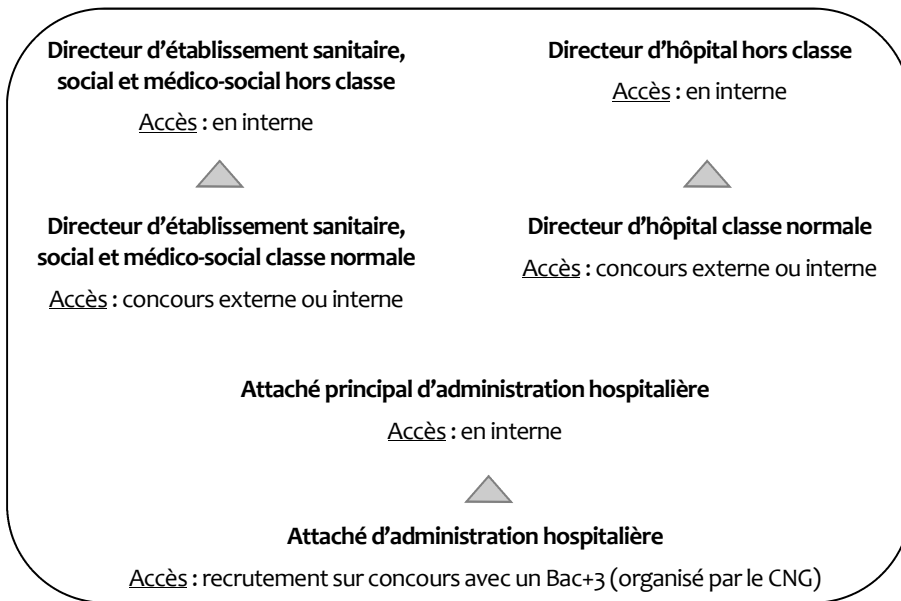 Directeur d’établissement sanitaire,
social et médico-social hors classe
Accès : en interne
Directeur d’hôpital hors classe
Accès : en interne
Directeur d’établissement sanitaire,
social et médico-social classe normale
Accès : concours externe ou interne
Directeur d’hôpital classe normale
Accès : concours externe ou interne
Attaché principal d’administration hospitalière
Accès : en interne
Attaché d’administration hospitalière
Accès : recrutement sur concours avec un Bac+3 (organisé par le CNG)